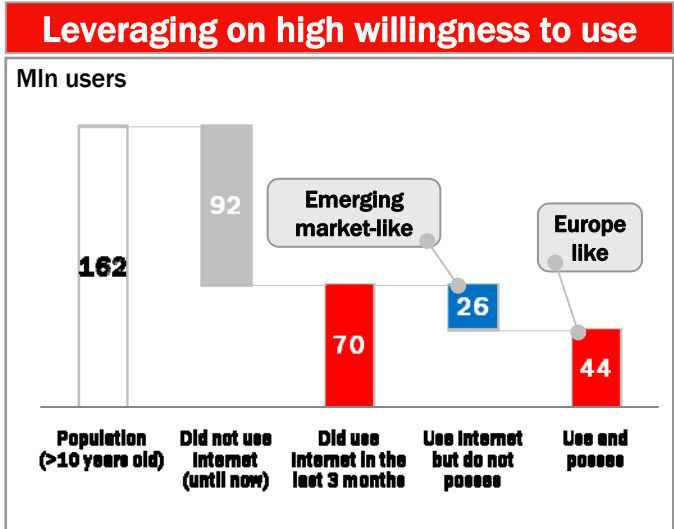 Leveraging on high willingness to use
Mln users
92
Emerging
market-like
Europe
like
162
26
70
44
Population
(>10 years old)
Did not use
Internet
(until now)
Did use
Internet in the
last 3 months
Use Internet
but do not
posses
Use and
posses